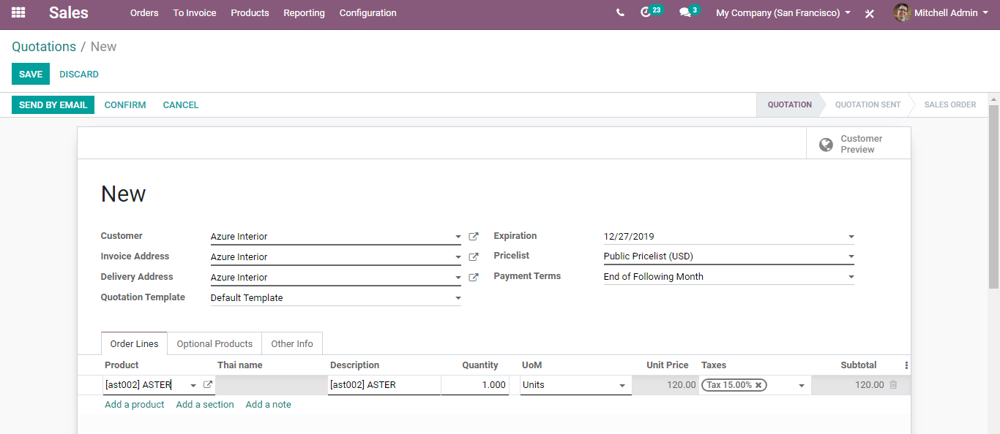 Sales Orders To Invoice Products Reporting Configuration 23 3 My Company (San Francisco) Mitchell Admin
Quotations / New
SAVE DISCARD
SEND BY EMAIL CONFIRM CANCEL QUOTATION QUOTATION SENT SALES ORDER
Customer Preview
New
Customer Azure Interior Expiration 12/27/2019
Invoice Address Azure Interior Pricelist Public Pricelist (USD)
Delivery Address Azure Interior Payment Terms End of Following Month
Quotation Template Default Template
Order Lines Optional Products Other Info
Product Thai name Description Quantity UoM Unit Price Taxes Subtotal
[ast002] ASTER [ast002] ASTER 1.000 Units 120.00 Tax 15.00% 120.00
Add a product Add a section Add a note